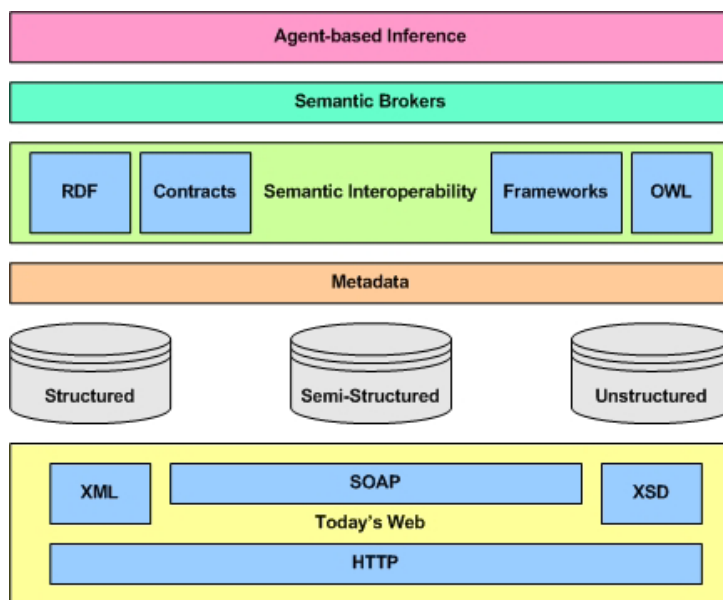 Agent-based Inference
Semantic Brokers
RDF
Contracts
Semantic Interoperability
Frameworks
OWL
Metadata
Structured
Semi-Structured
Unstructured
XML
SOAP
XSD
Today's Web
HTTP